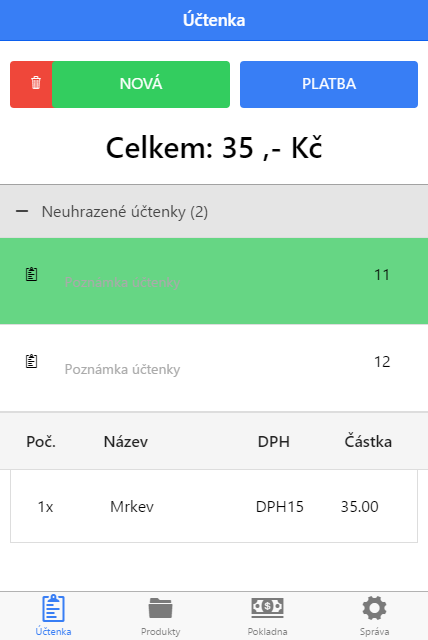 Účtenka
NOVÁ PLATBA
Celkem: 35 ,- Kč
Neuhrazené účtenky (2)
11
Poznámka účtenky
12
Poznámka účtenky
Poč. Název DPH Částka
1x Mrkev DPH15 35.00
Účtenka Produkty Pokladna Správa